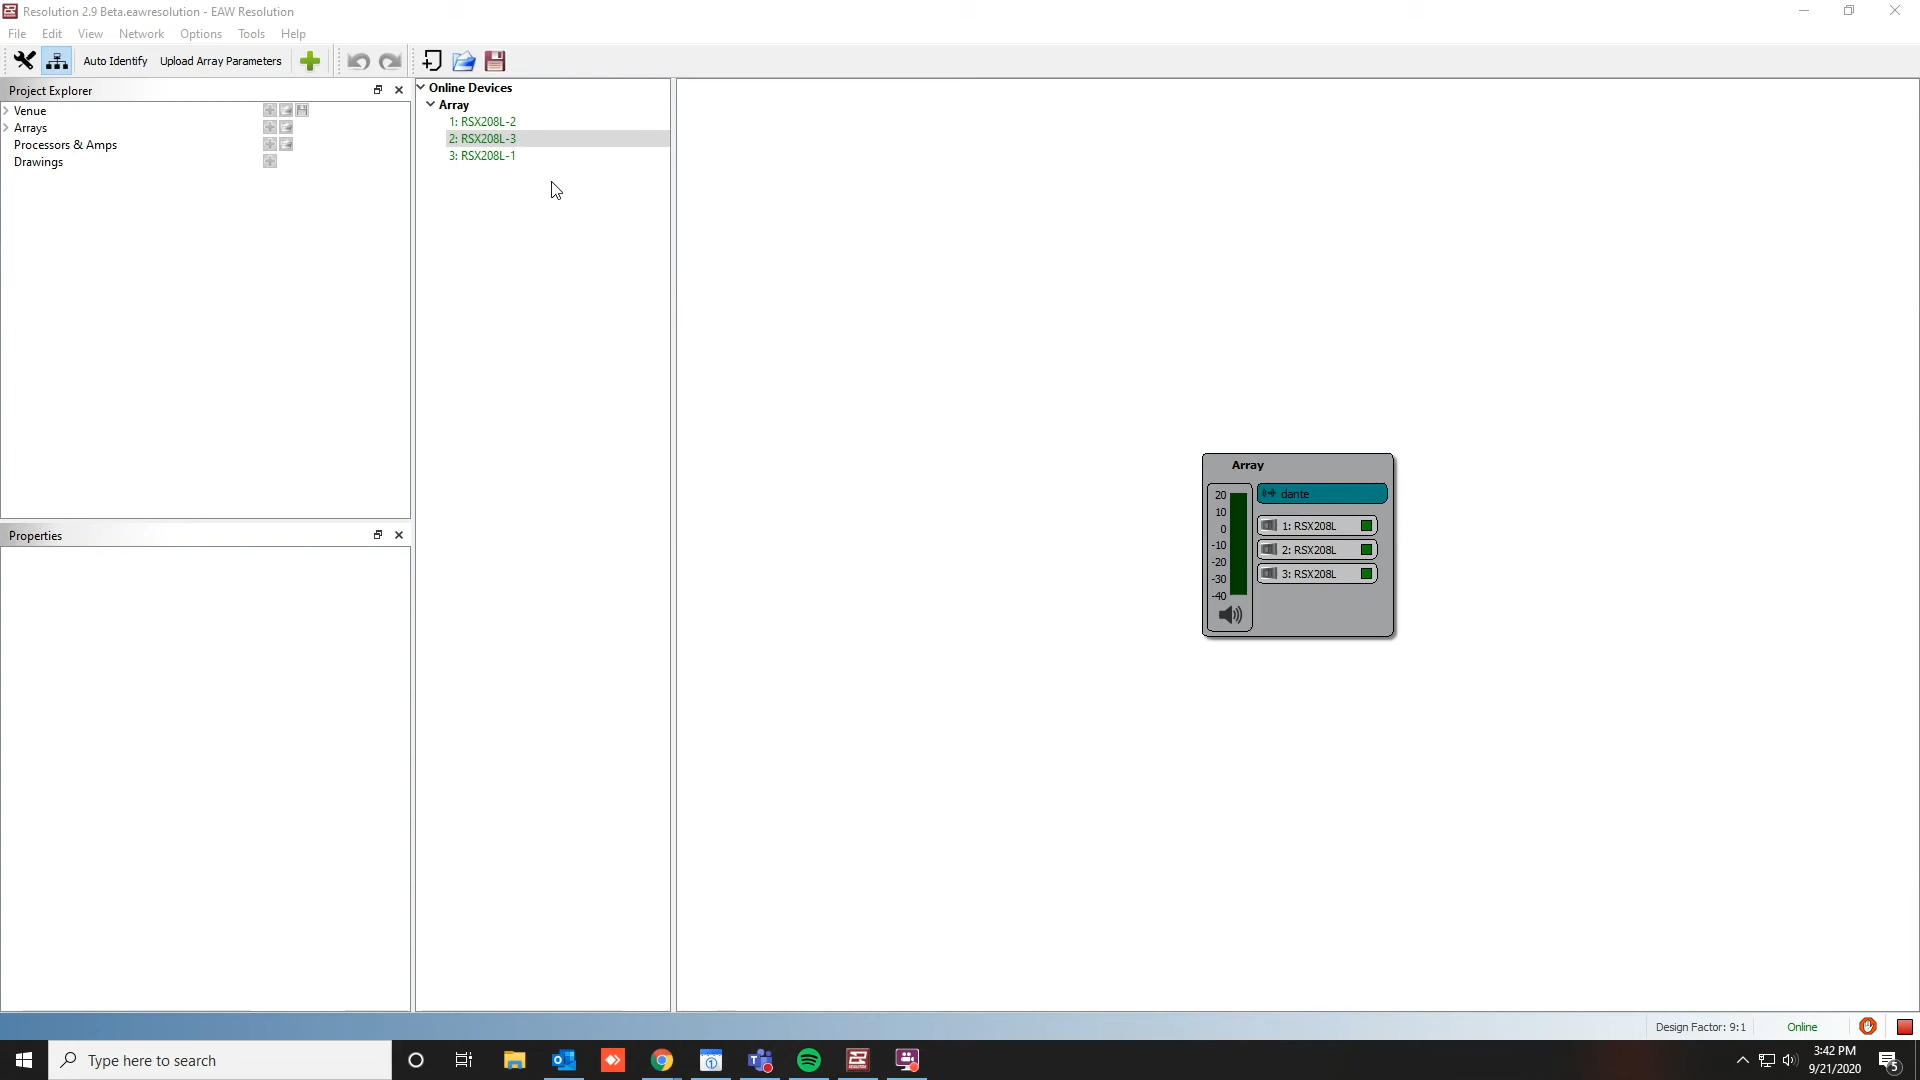 Resolution 2.9 Beta.eawresolution - EAW Resolution
File Edit View Network Options Tools Help
Auto Identify Upload Array Parameters
Project Explorer
Venue
Arrays
Processors & Amps
Drawings
Properties
Online Devices
Array
1: RSX208L-2
2: RSX208L-3
3: RSX208L-1
Array
20
10
0
-10
-20
-30
-40
dante
1: RSX208L
2: RSX208L
3: RSX208L
Design Factor: 9:1 Online
Type here to search
3:42 PM
9/21/2020
5